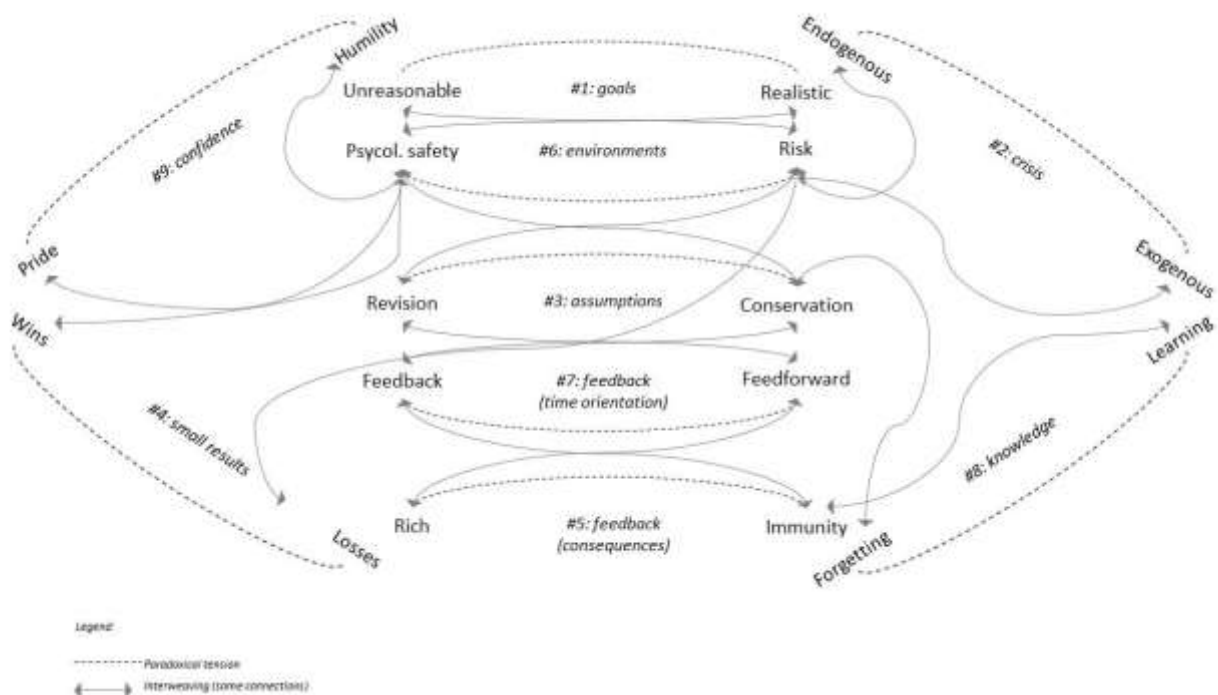 Humility
Endogenous
Unreasonable
#1: goals
Realistic
#9: confidence
Psycol. safety
#6: environments
Risk
#2: crisis
Pride
Exogenous
Revision
#3: assumptions
Conservation
Wins
Learning
Feedback
#7: feedback
(time orientation)
Feedforward
#4: small results
#8: knowledge
Rich
#5: feedback
(consequences)
Immunity
Losses
Forgetting
Legend:
Paradoxical tension
Interweaving (some connections)